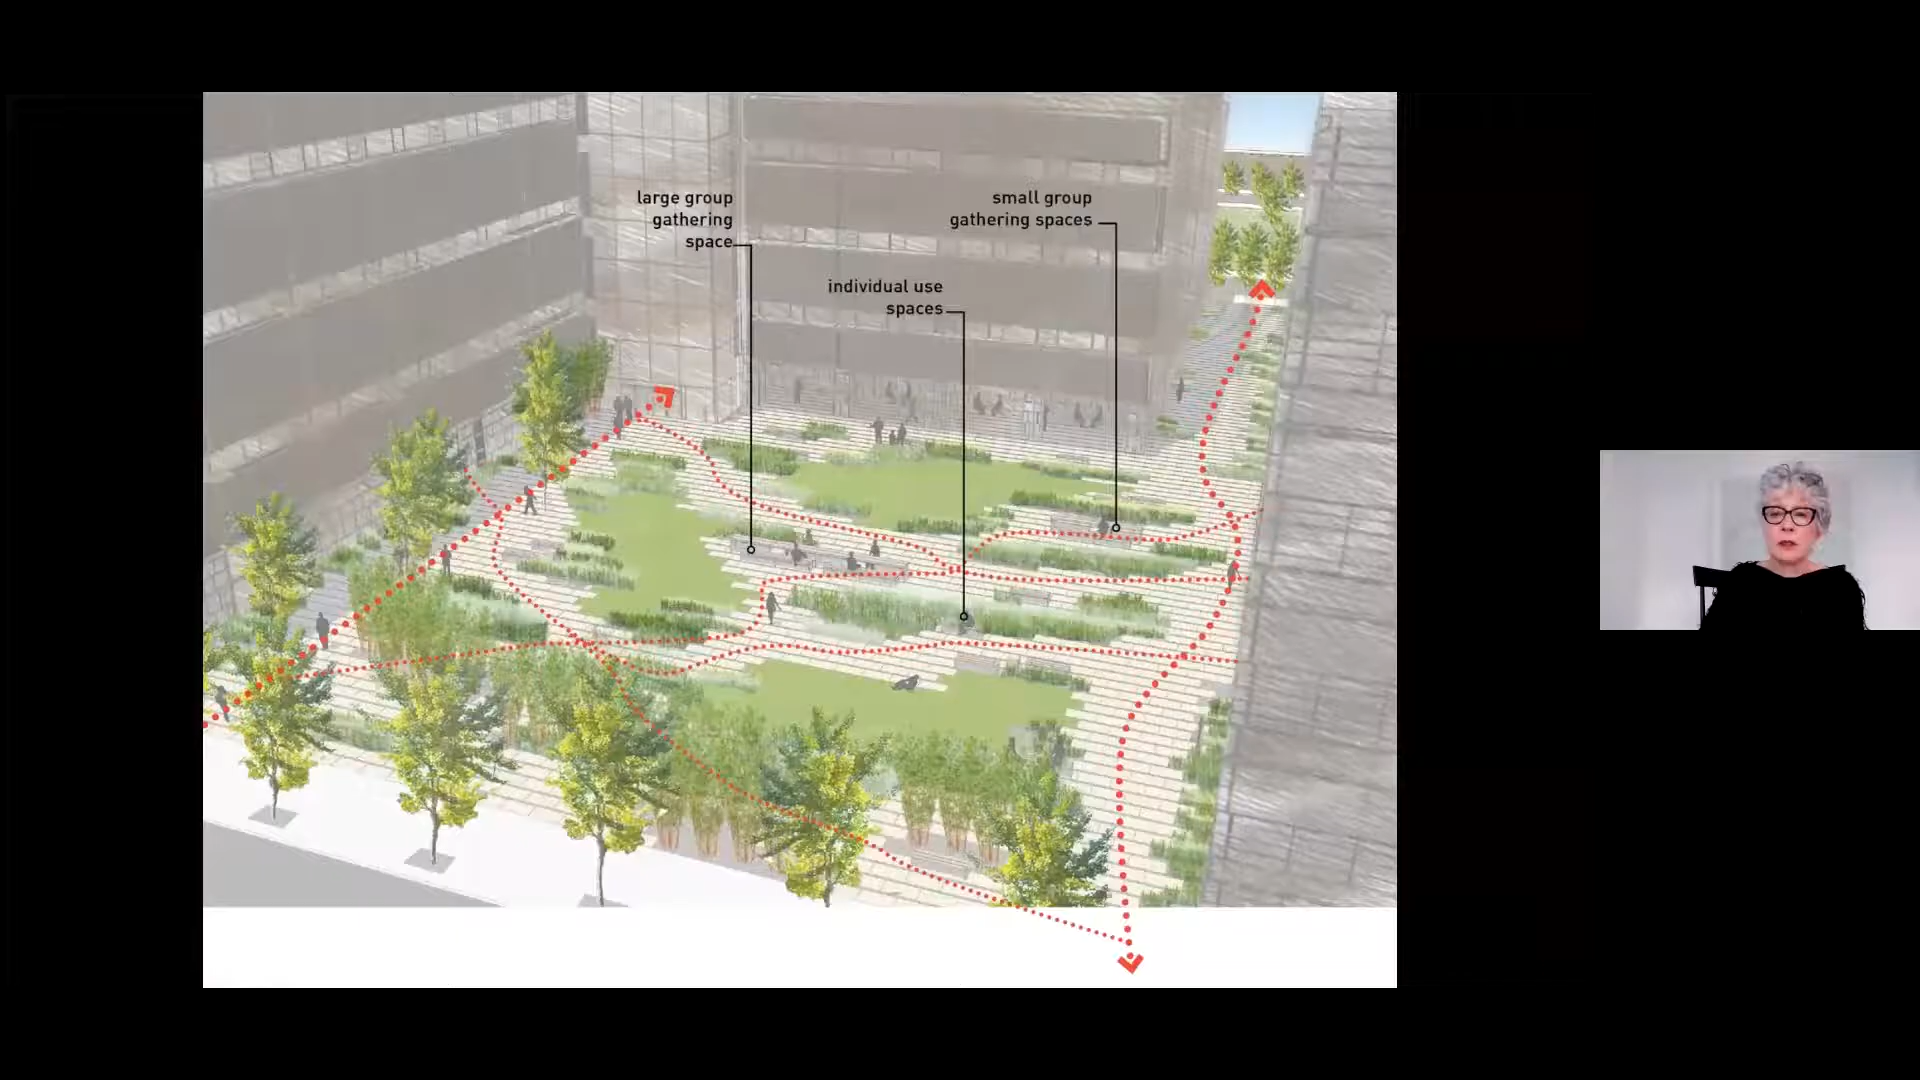 large group
gathering
space
small group
gathering spaces
individual use
spaces